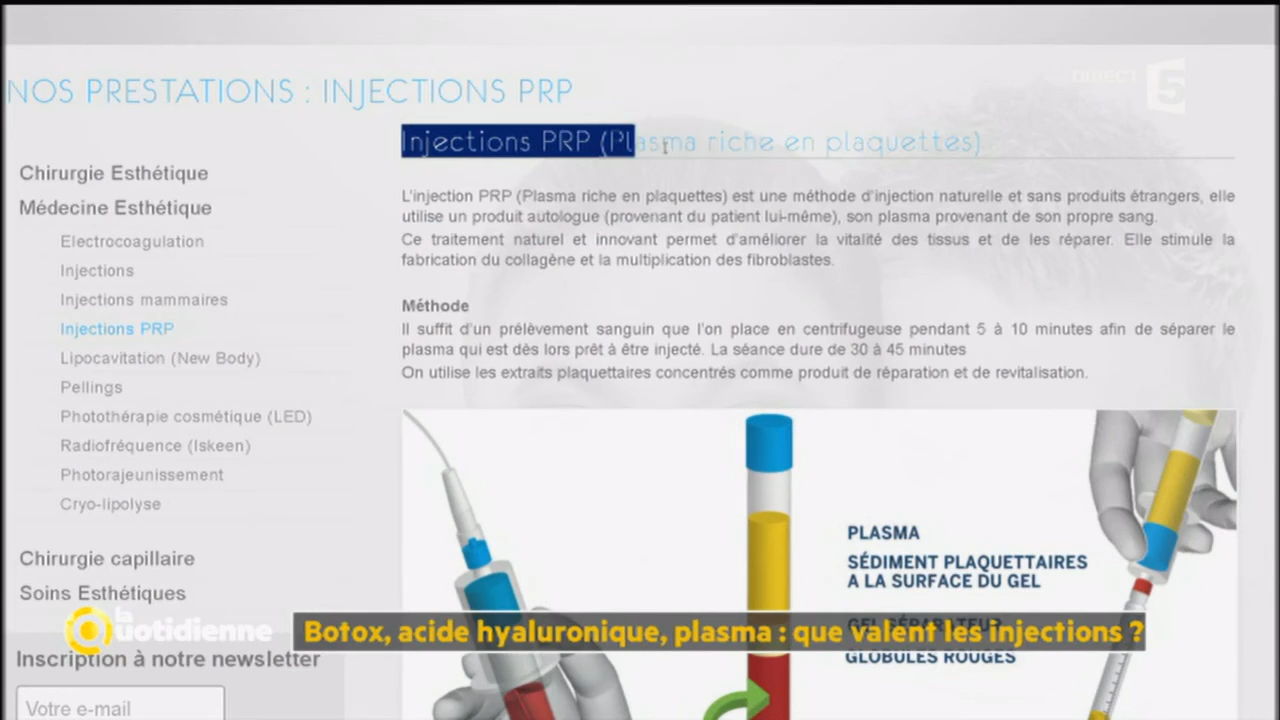 NOS PRESTATIONS : INJECTIONS PRP
DIRECT 5
Injections PRP (Plasma riche en plaquettes)
Chirurgie Esthétique
Médecine Esthétique
Electrocoagulation
Injections
Injections mammaires
Injections PRP
Lipocavitation (New Body)
Pellings
Photothérapie cosmétique (LED)
Radiofréquence (Iskeen)
Photorajeunissement
Cryo-lipolyse
Chirurgie capillaire
Soins Esthétiques
Inscription à notre newsletter
Votre e-mail
L'injection PRP (Plasma riche en plaquettes) est une méthode d'injection naturelle et sans produits étrangers, elle
utilise un produit autologue (provenant du patient lui-même), son plasma provenant de son propre sang.
Ce traitement naturel et innovant permet d'améliorer la vitalité des tissus et de les réparer. Elle stimule la
fabrication du collagène et la multiplication des fibroblastes.
Méthode
Il suffit d'un prélèvement sanguin que l'on place en centrifugeuse pendant 5 à 10 minutes afin de séparer le
plasma qui est dès lors prêt à être injecté. La séance dure de 30 à 45 minutes
On utilise les extraits plaquettaires concentrés comme produit de réparation et de revitalisation.
PLASMA
SÉDIMENT PLAQUETTAIRES
A LA SURFACE DU GEL
GEL SÉPARATEUR
GLOBULES ROUGES
la
Quotidienne
Botox, acide hyaluronique, plasma : que valent les injections ?